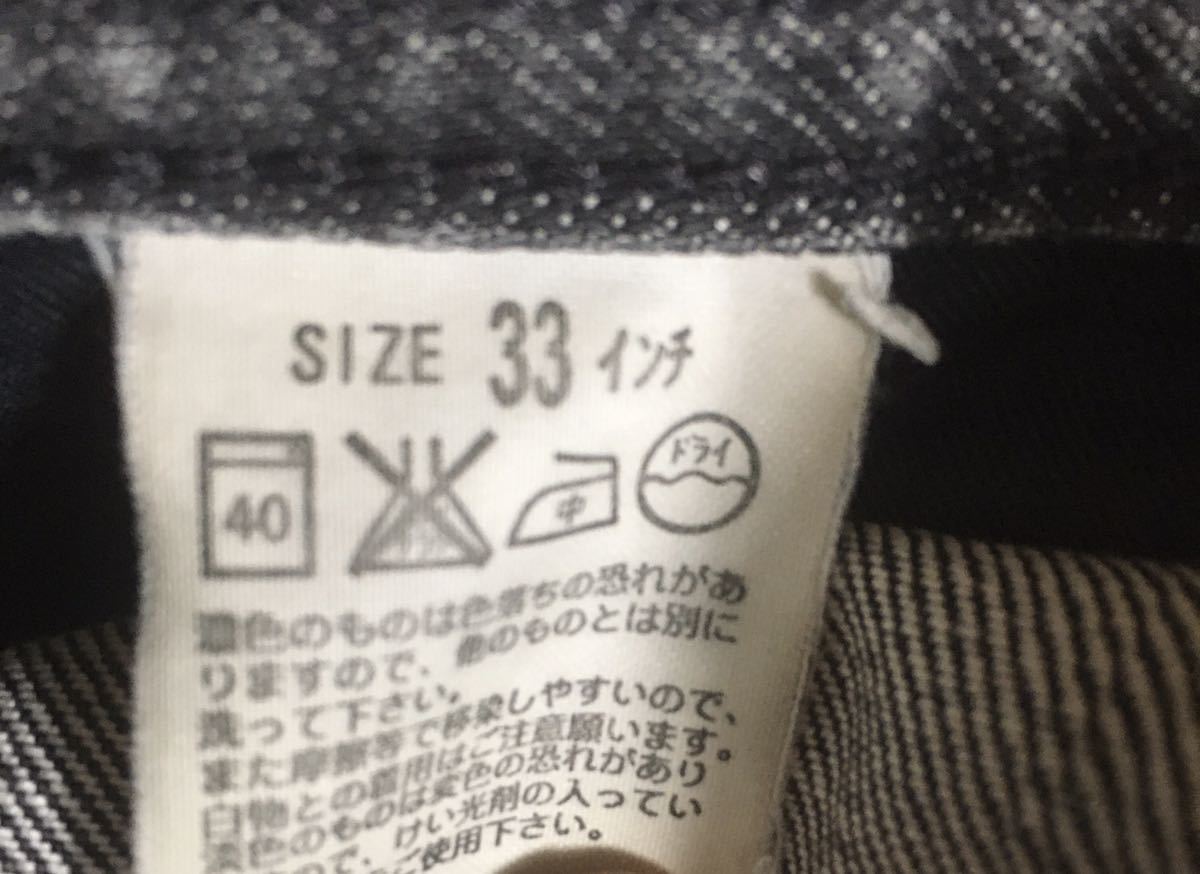 SIZE 33 インチ
40
中
ドライ
濃色のものは色落ちの恐れがあ
りますので、他のものとは別に
洗って下さい。
また摩擦等で移染しやすいので、
白物との着用はご注意願います。
淡色のものは変色の恐れがあり
ので、けい光剤の入ってい
ご使用下さい。